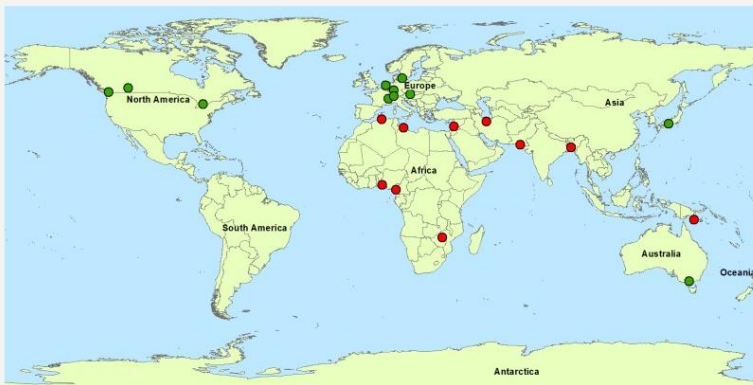 North America
Europe
Asia
Africa
South America
Australia
Oceania
Antarctica